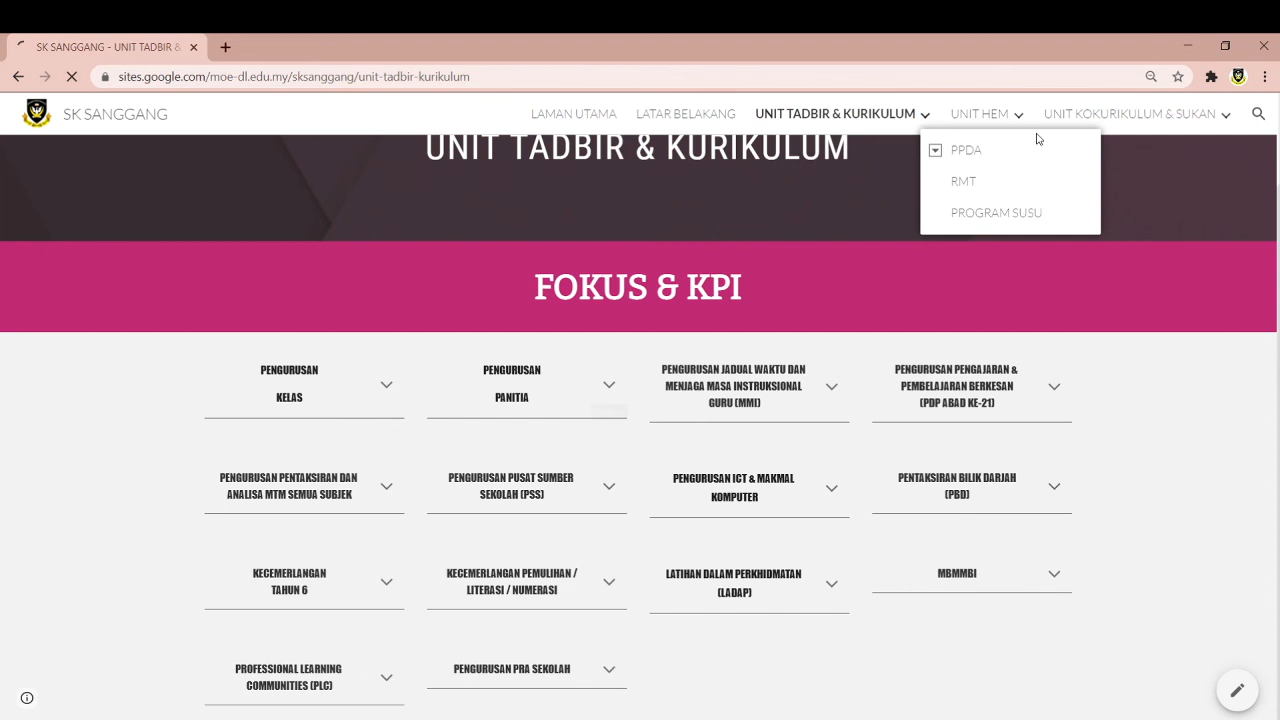 SK SANGGANG - UNIT TADBIR &
sites.google.com/moe-dl.edu.my/sksanggang/unit-tadbir-kurikulum
SK SANGGANG
LAMAN UTAMA
LATAR BELAKANG
UNIT TADBIR & KURIKULUM
UNIT HEM
UNIT KOKURIKULUM & SUKAN
PPDA
RMT
PROGRAM SUSU
UNIT TADBIR & KURIKULUM
FOKUS & KPI
PENGURUSAN
KELAS
PENGURUSAN
PANITIA
PENGURUSAN JADUAL WAKTU DAN
MENJAGA MASA INSTRUKSIONAL
GURU (MMI)
PENGURUSAN PENGAJARAN &
PEMBELAJARAN BERKESAN
(PDP ABAD KE-21)
PENGURUSAN PENTAKSIRAN DAN
ANALISA MTM SEMUA SUBJEK
PENGURUSAN PUSAT SUMBER
SEKOLAH (PSS)
PENGURUSAN ICT & MAKMAL
KOMPUTER
PENTAKSIRAN BILIK DARJAH
(PBD)
KECEMERLANGAN
TAHUN 6
KECEMERLANGAN PEMULIHAN /
LITERASI / NUMERASI
LATIHAN DALAM PERKHIDMATAN
(LADAP)
MBMMBI
PROFESSIONAL LEARNING
COMMUNITIES (PLC)
PENGURUSAN PRA SEKOLAH